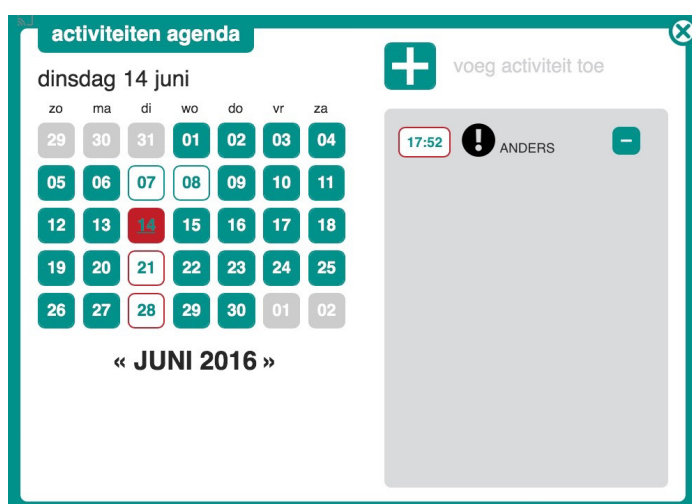 activiteiten agenda
dinsdag 14 juni
zo ma di wo do vr za
29 30 31 01 02 03 04
05 06 07 08 09 10 11
12 13 14 15 16 17 18
19 20 21 22 23 24 25
26 27 28 29 30 01 02
« JUNI 2016 »
voeg activiteit toe
17:52 ANDERS